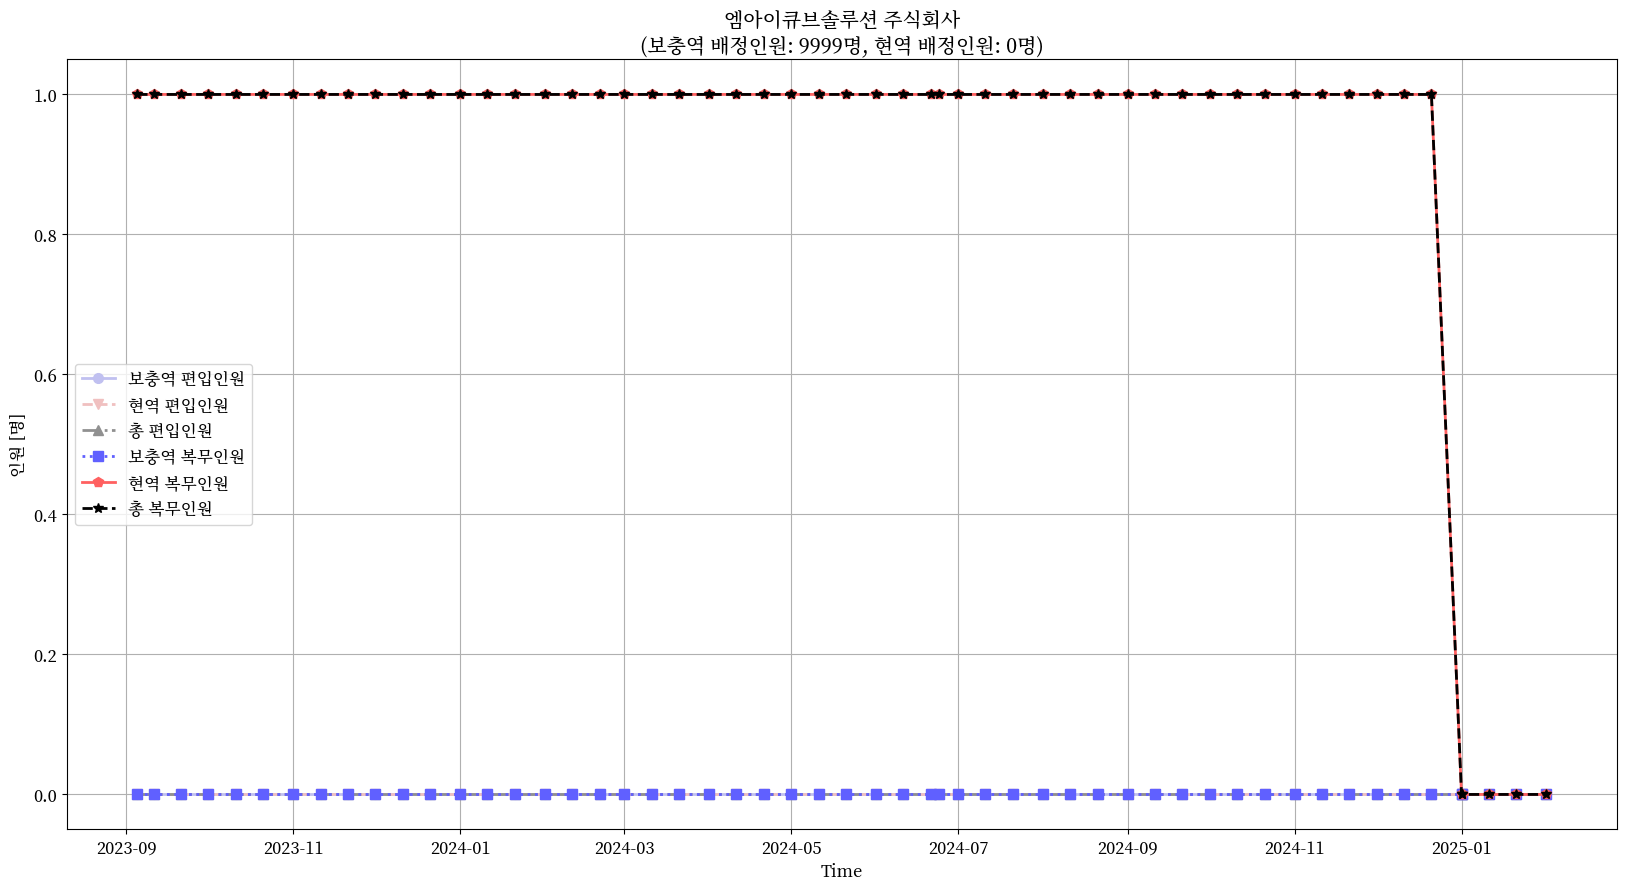 엠아이큐브솔루션 주식회사
(보충역 배정인원: 9999명, 현역 배정인원: 0명)
1.0
0.8
0.6
0.4
0.2
0.0
인원 [명]
보충역 편입인원
현역 편입인원
총 편입인원
보충역 복무인원
현역 복무인원
총 복무인원
2023-09 2023-11 2024-01 2024-03 2024-05 2024-07 2024-09 2024-11 2025-01
Time